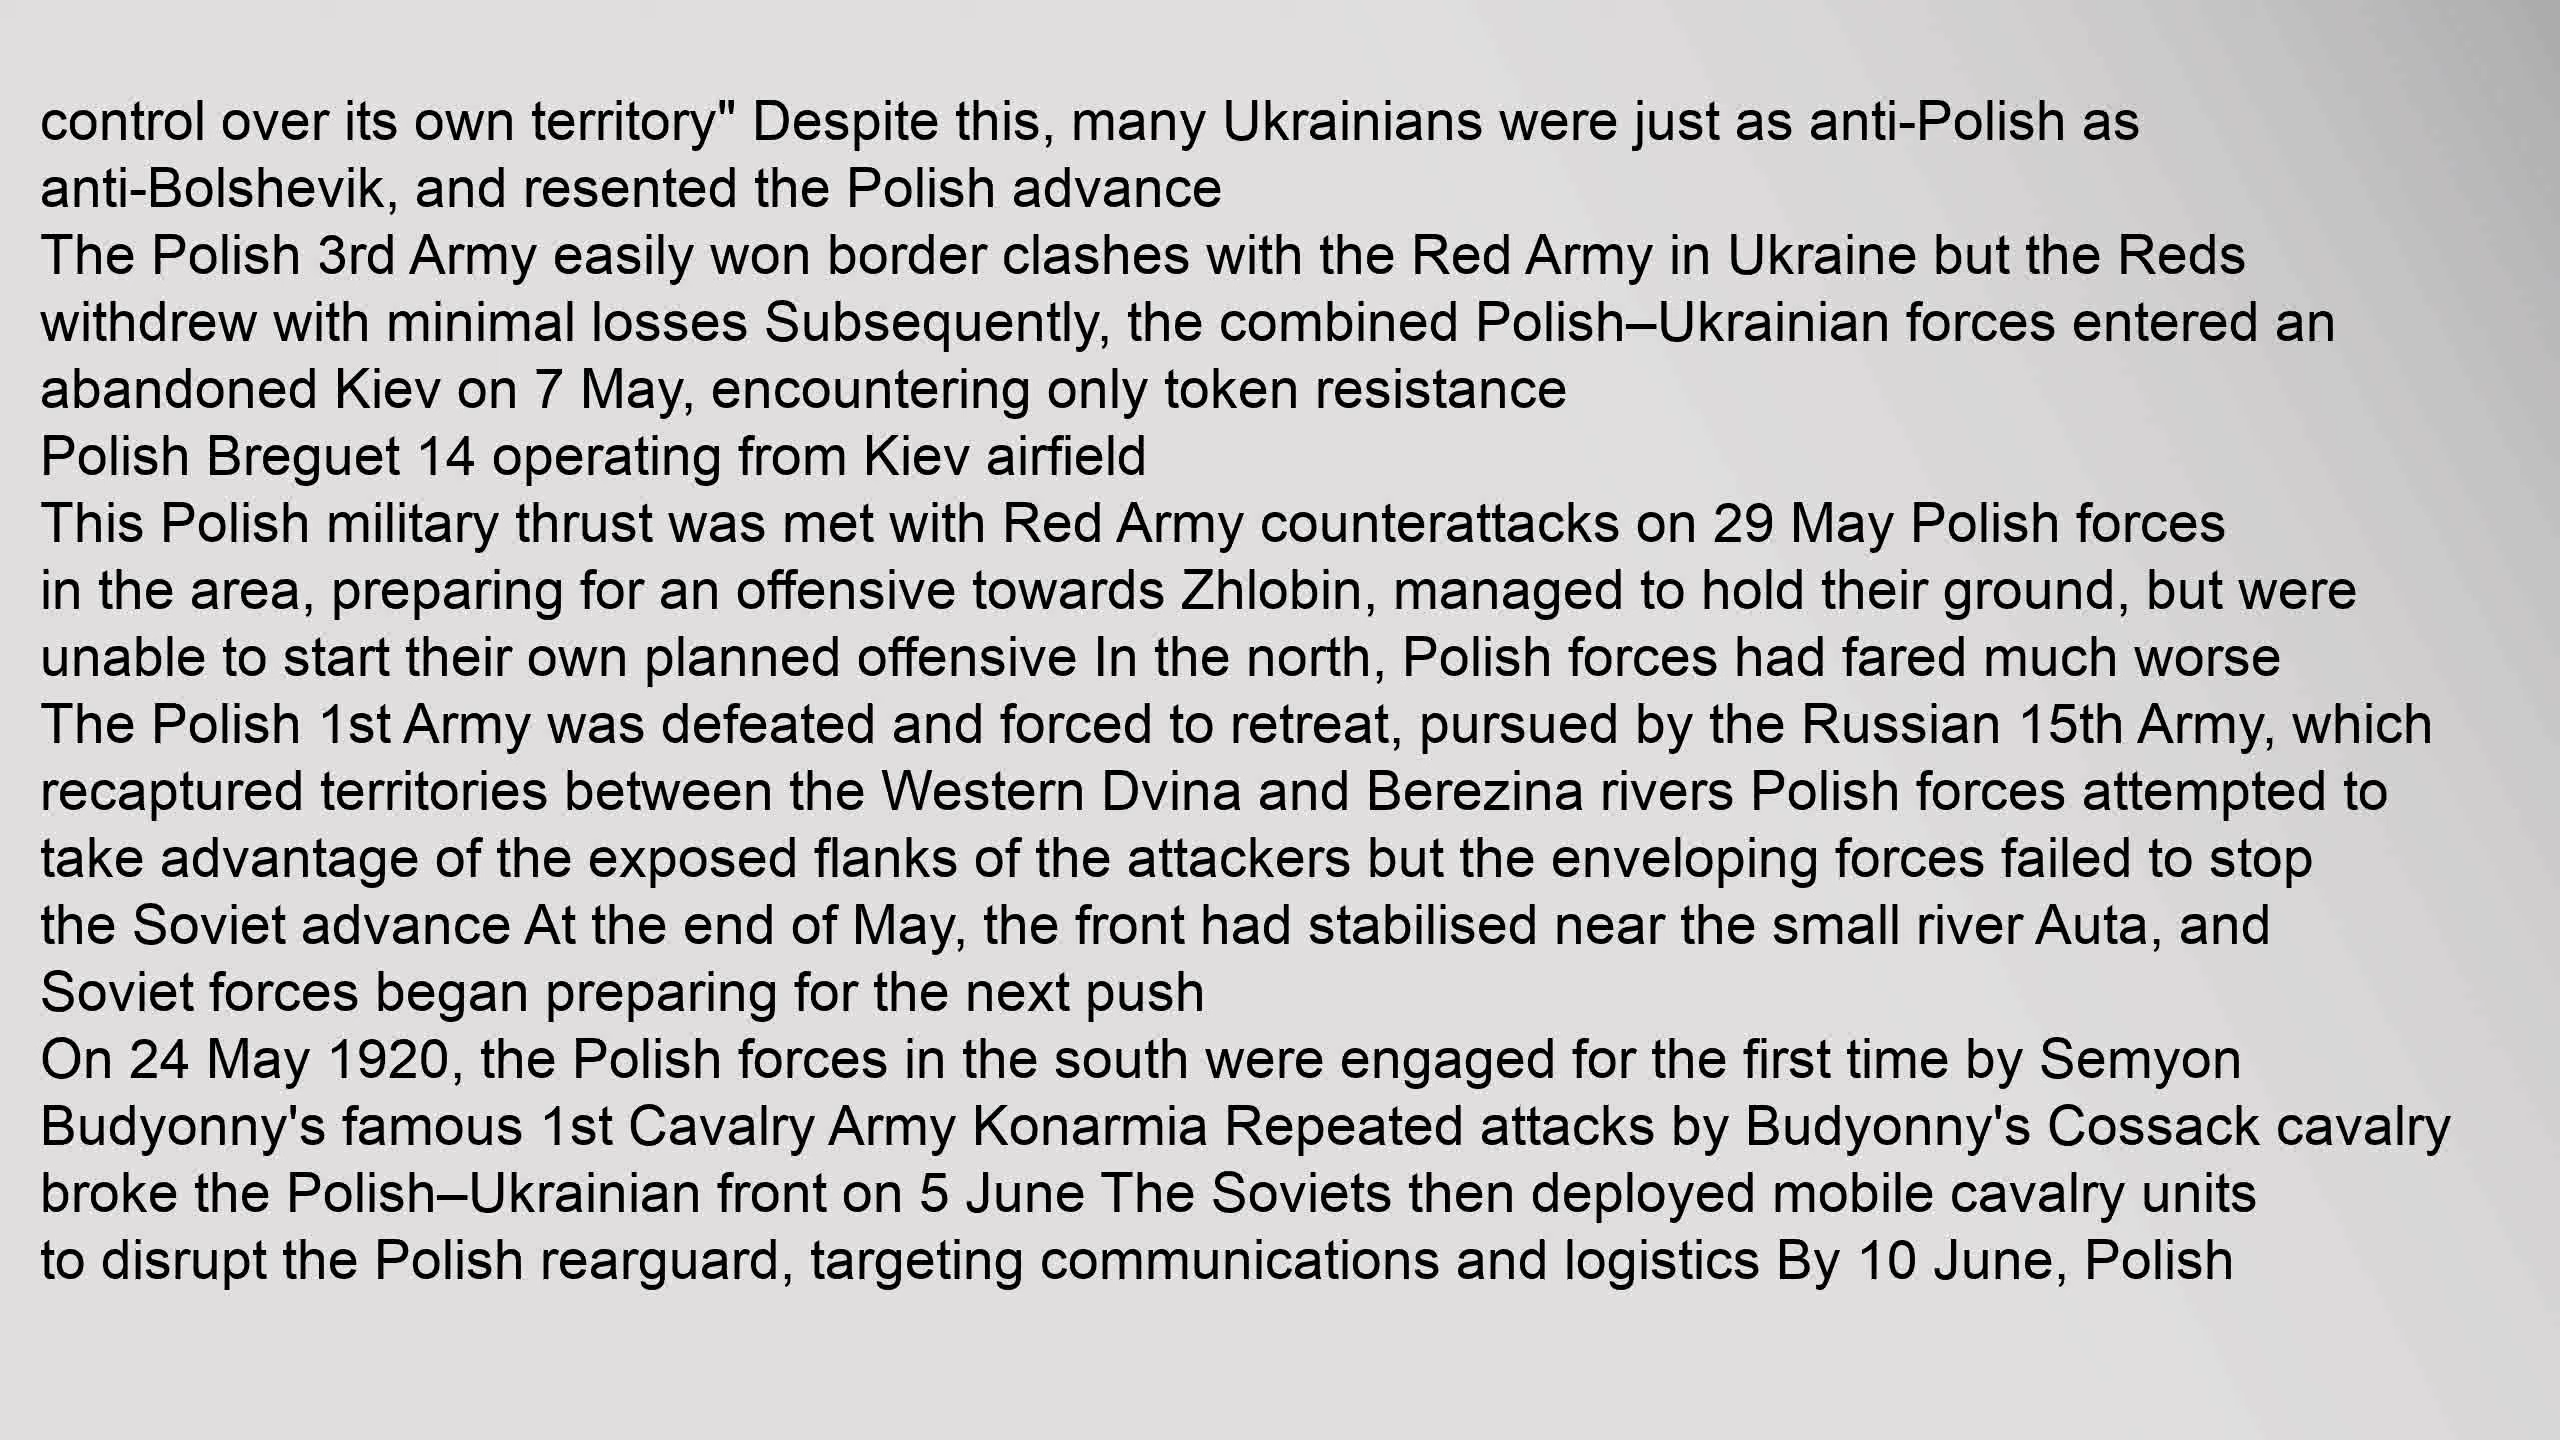 control over its own territory" Despite this, many Ukrainians were just as anti-Polish as
anti-Bolshevik, and resented the Polish advance
The Polish 3rd Army easily won border clashes with the Red Army in Ukraine but the Reds
withdrew with minimal losses Subsequently, the combined Polish–Ukrainian forces entered an
abandoned Kiev on 7 May, encountering only token resistance
Polish Breguet 14 operating from Kiev airfield
This Polish military thrust was met with Red Army counterattacks on 29 May Polish forces
in the area, preparing for an offensive towards Zhlobin, managed to hold their ground, but were
unable to start their own planned offensive In the north, Polish forces had fared much worse
The Polish 1st Army was defeated and forced to retreat, pursued by the Russian 15th Army, which
recaptured territories between the Western Dvina and Berezina rivers Polish forces attempted to
take advantage of the exposed flanks of the attackers but the enveloping forces failed to stop
the Soviet advance At the end of May, the front had stabilised near the small river Auta, and
Soviet forces began preparing for the next push
On 24 May 1920, the Polish forces in the south were engaged for the first time by Semyon
Budyonny's famous 1st Cavalry Army Konarmia Repeated attacks by Budyonny's Cossack cavalry
broke the Polish–Ukrainian front on 5 June The Soviets then deployed mobile cavalry units
to disrupt the Polish rearguard, targeting communications and logistics By 10 June, Polish